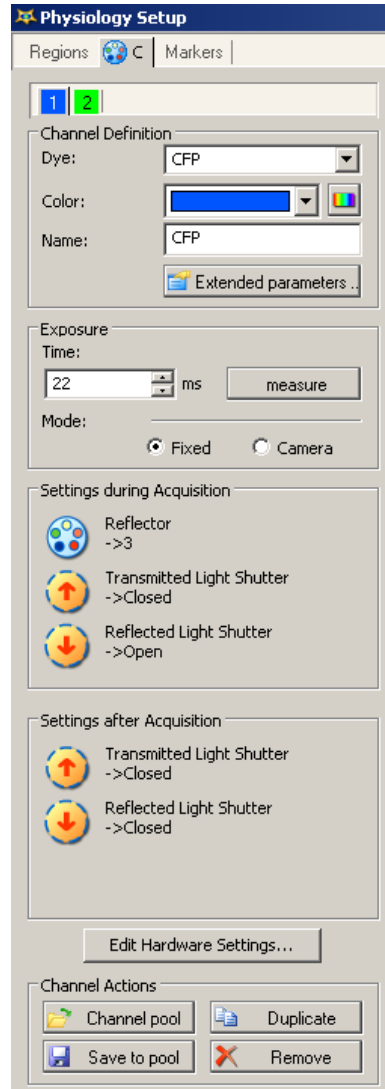 Physiology Setup
Regions C Markers
1 2
Channel Definition
Dye: CFP
Color:
Name: CFP
Extended parameters ..
Exposure
Time:
22 ms measure
Mode:
Fixed Camera
Settings during Acquisition
Reflector
->3
Transmitted Light Shutter
->Closed
Reflected Light Shutter
->Open
Settings after Acquisition
Transmitted Light Shutter
->Closed
Reflected Light Shutter
->Closed
Edit Hardware Settings...
Channel Actions
Channel pool Duplicate
Save to pool Remove